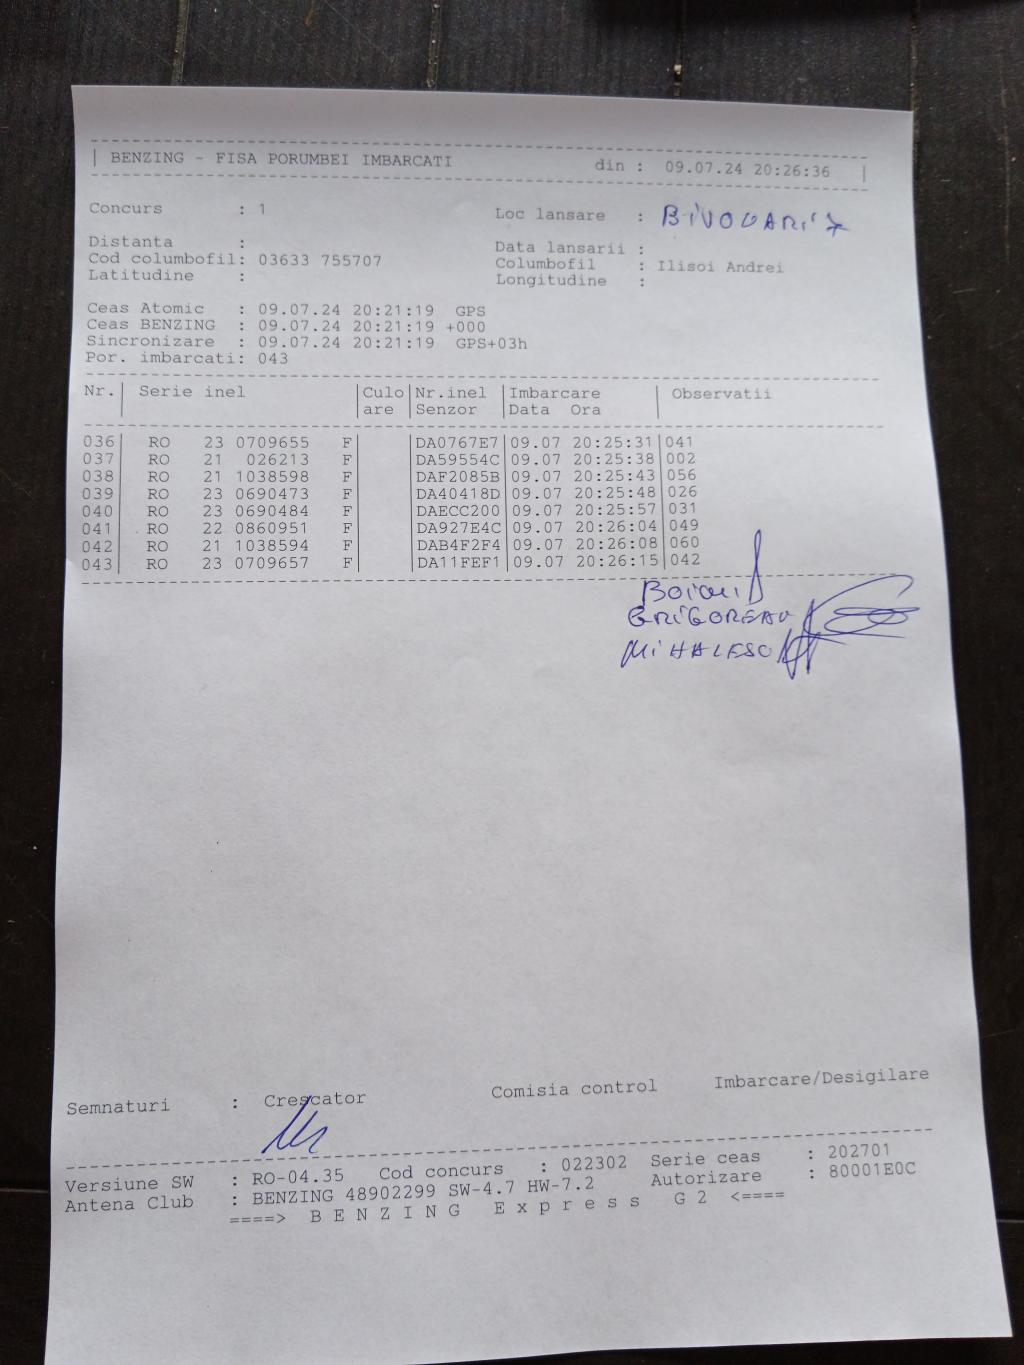 | BENZING - FISA PORUMBEI IMBARCATI din : 09.07.24 20:26:36 |
Concurs : 1 Loc lansare :
Distanta : Data lansarii :
Cod columbofil: 03633 755707 Columbofil : Ilisoi Andrei
Latitudine : Longitudine :
Ceas Atomic : 09.07.24 20:21:19 GPS
Ceas BENZING : 09.07.24 20:21:19 +000
Sincronizare : 09.07.24 20:21:19 GPS+03h
Por. imbarcati: 043
Nr.| Serie inel |Culo|Nr.inel |Imbarcare | Observatii
| |are |Senzor |Data Ora |
036| RO 23 0709655 F| |DA0767E7|09.07 20:25:31|041
037| RO 21 026213 F| |DA59554C|09.07 20:25:38|002
038| RO 21 1038598 F| |DAF2085B|09.07 20:25:43|056
039| RO 23 0690473 F| |DA40418D|09.07 20:25:48|026
040| RO 23 0690484 F| |DAECC200|09.07 20:25:57|031
041| RO 22 0860951 F| |DA927E4C|09.07 20:26:04|049
042| RO 21 1038594 F| |DAB4F2F4|09.07 20:26:08|060
043| RO 23 0709657 F| |DA11FEF1|09.07 20:26:15|042
GRIGOREAU
Semnaturi : Crescator Comisia control Imbarcare/Desigilare
Versiune SW : RO-04.35 Cod concurs : 022302 Serie ceas : 202701
Antena Club : BENZING 48902299 SW-4.7 HW-7.2 Autorizare : 80001E0C
====> B E N Z I N G E x p r e s s G 2 <====